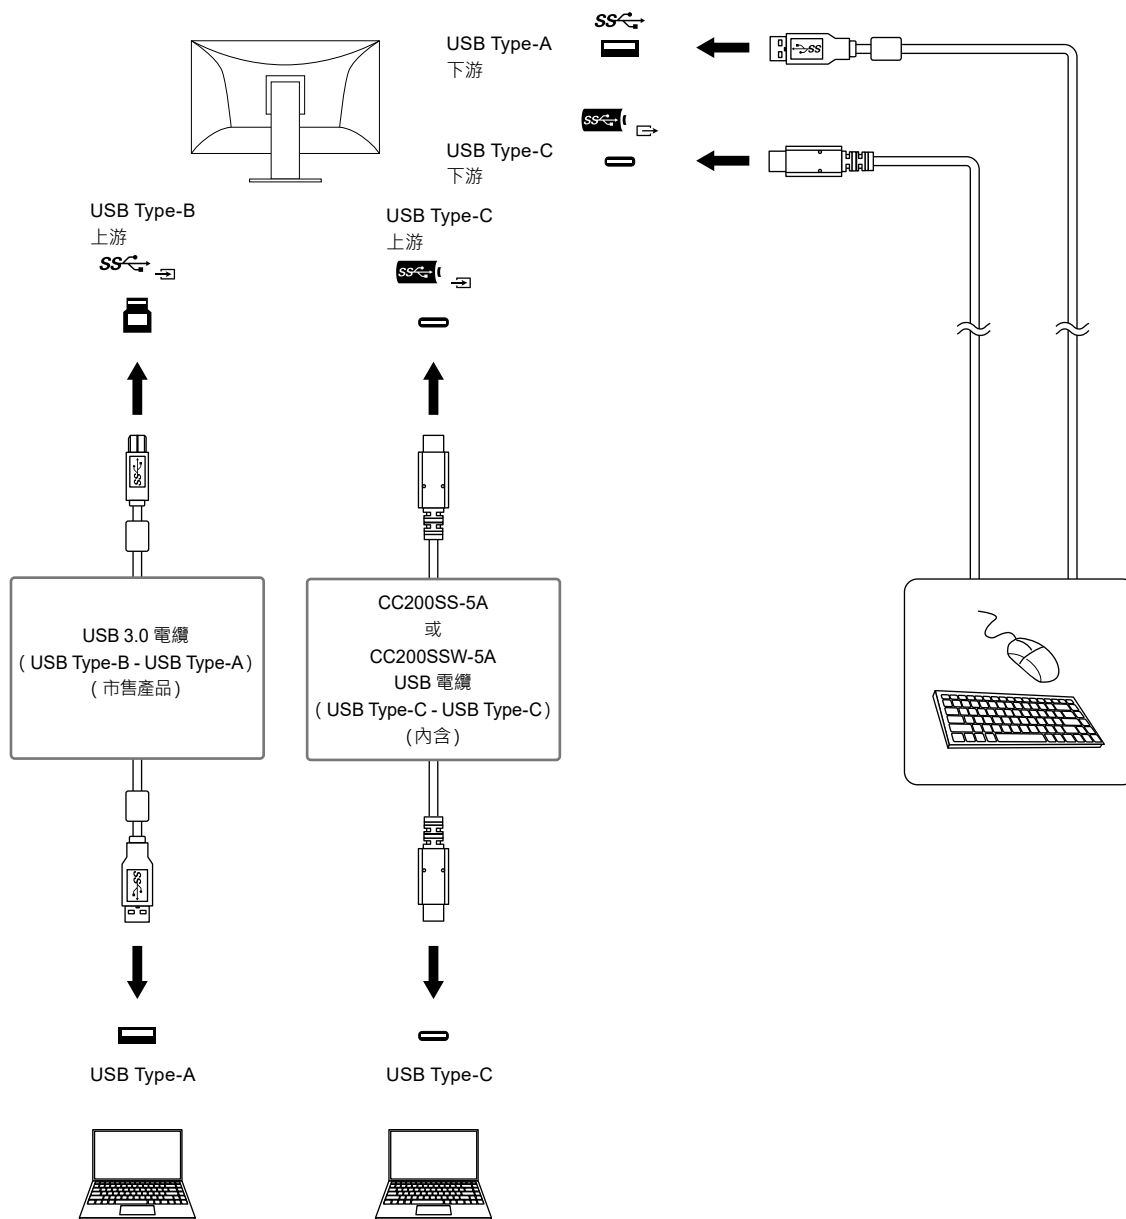 USB Type-A
下游
USB Type-C
下游
USB Type-B
上游
USB Type-C
上游
USB 3.0 電纜
(USB Type-B - USB Type-A)
(市售產品)
CC200SS-5A
或
CC200SSW-5A
USB 電纜
(USB Type-C - USB Type-C)
(內含)
USB Type-A
USB Type-C